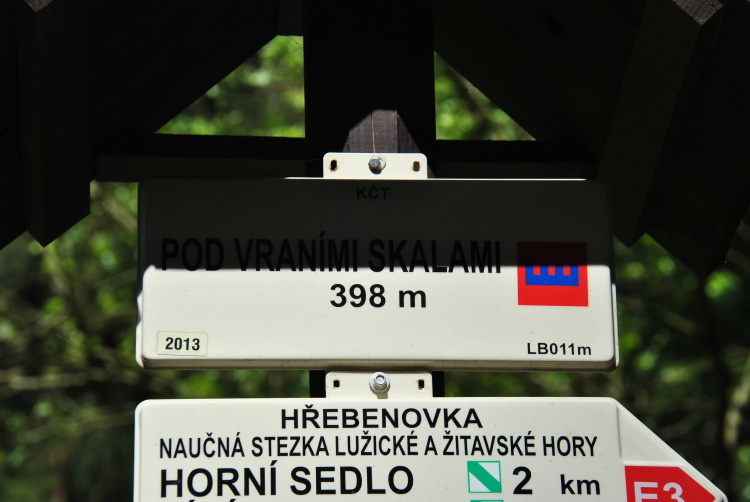 KČT
POD VRANÍMI SKALAMI
398 m
2013
LB011m
HŘEBENOVKA
NAUČNÁ STEZKA LUŽICKÉ A ŽITAVSKÉ HORY
HORNÍ SEDLO 2 km
E3